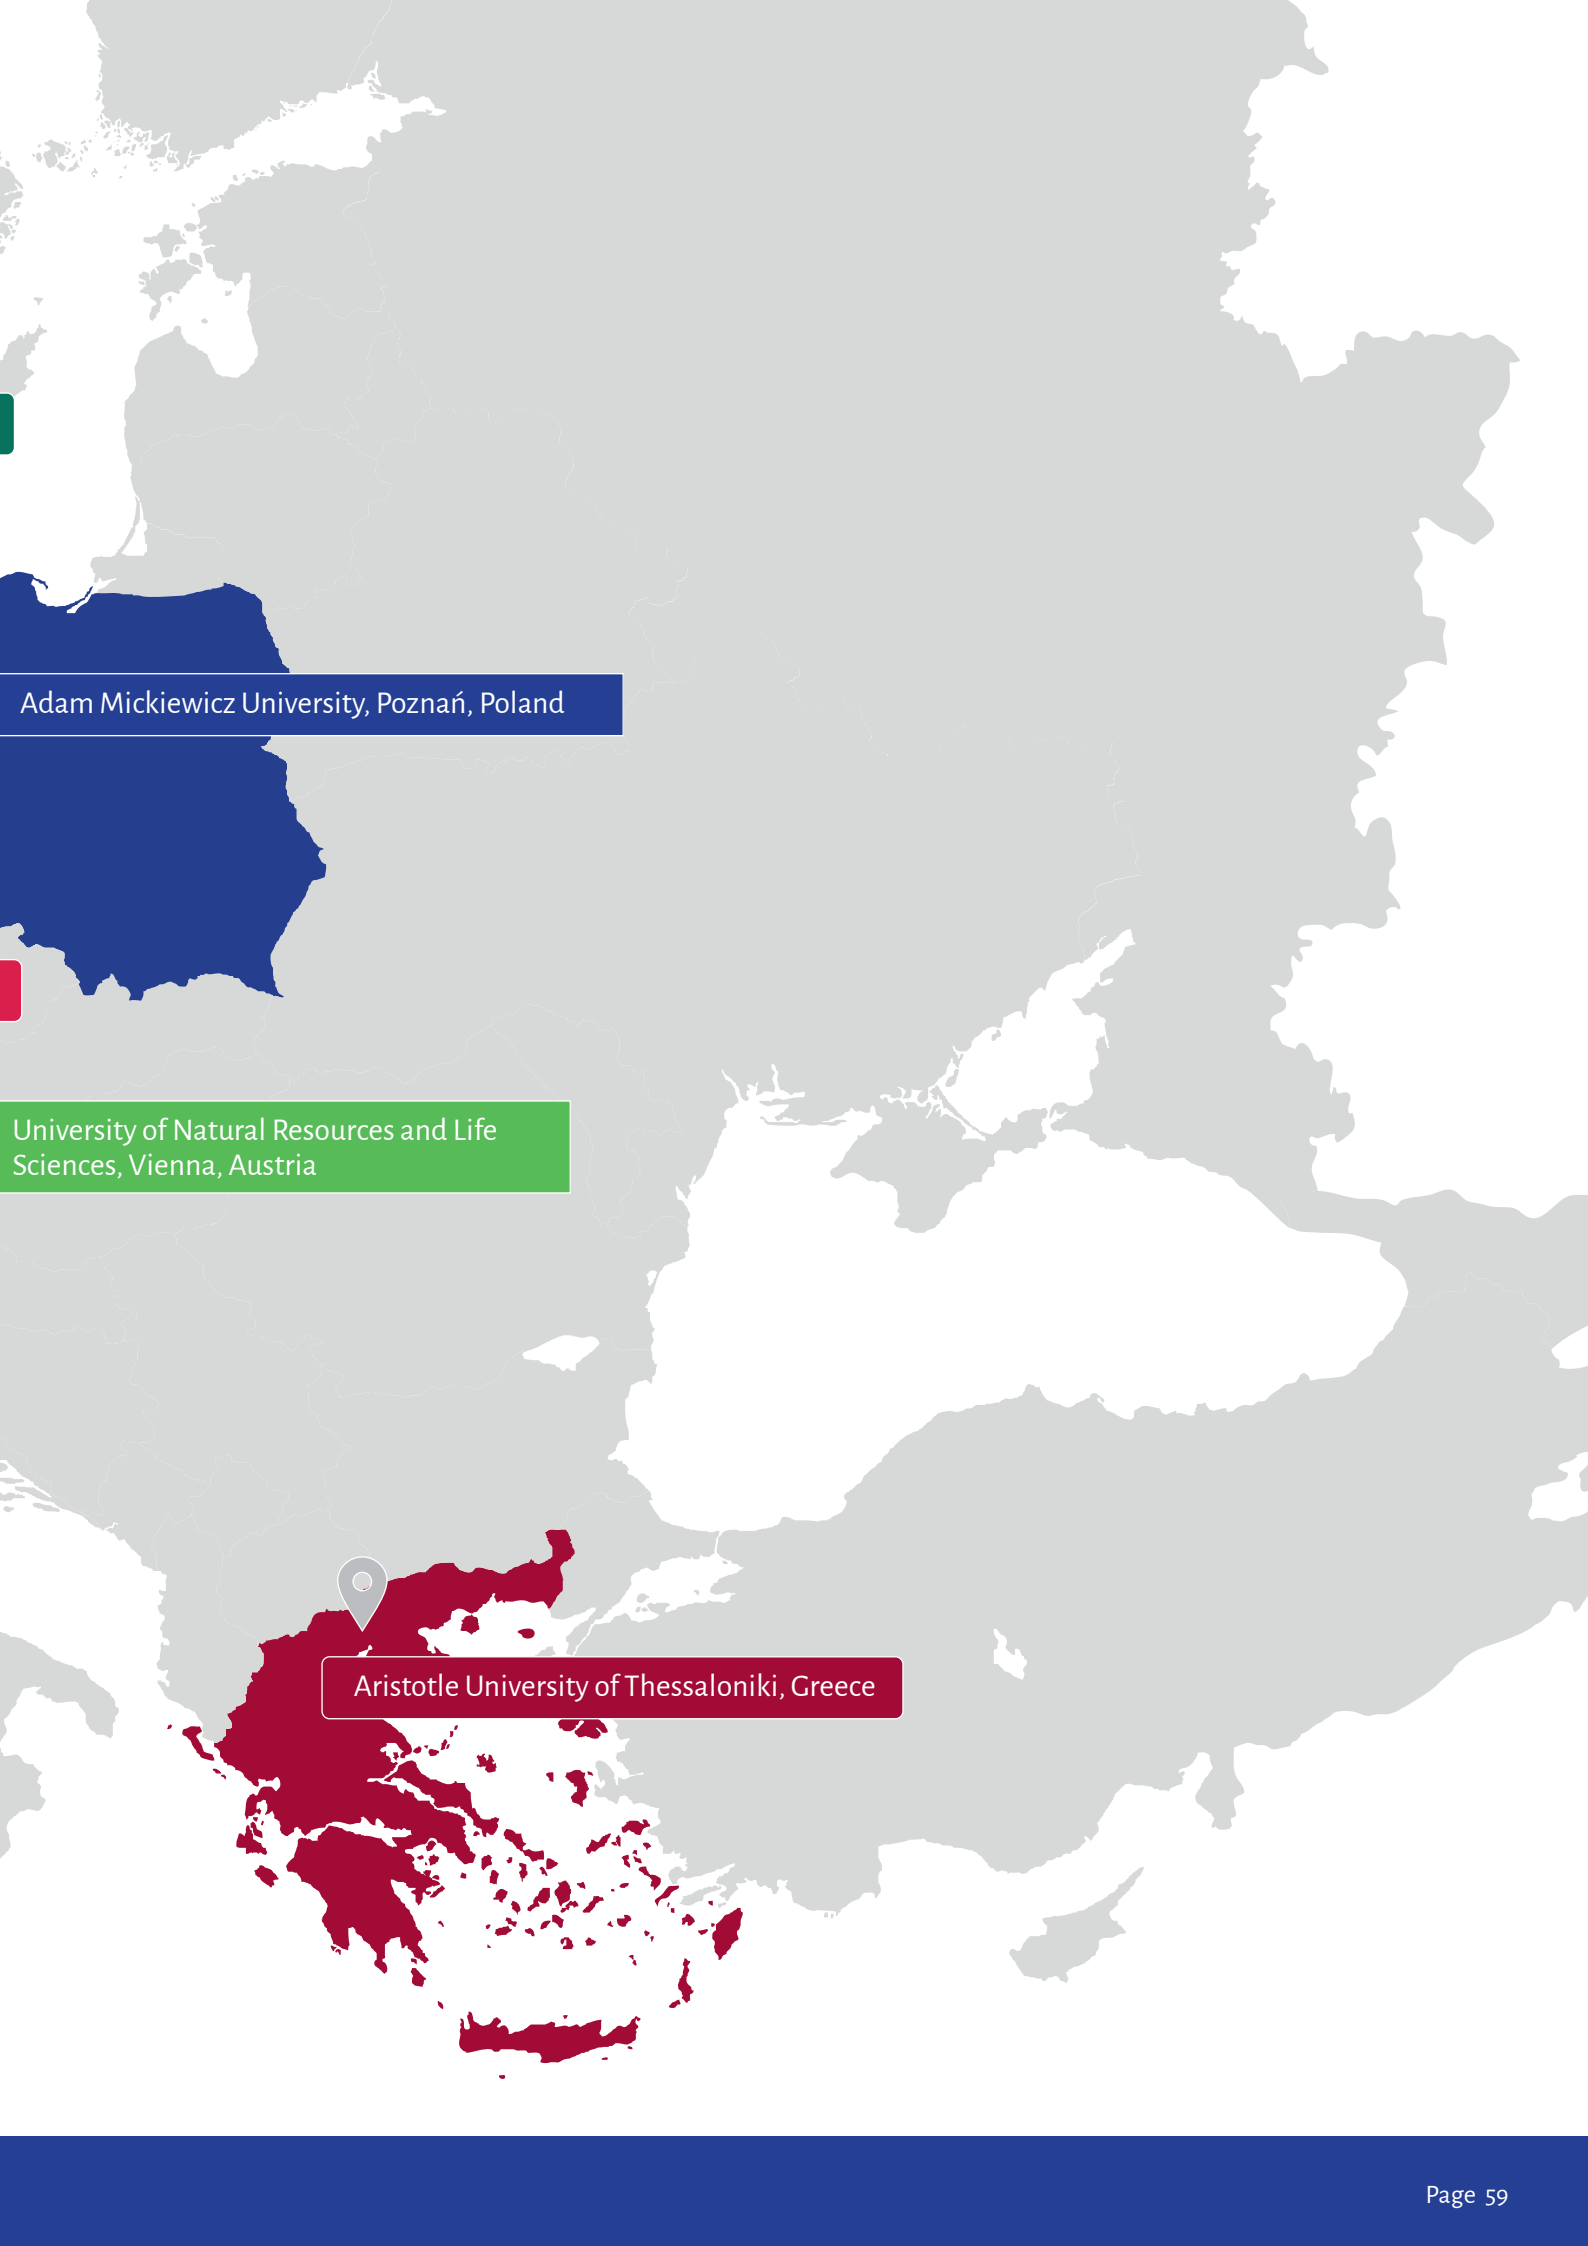 Adam Mickiewicz University, Poznań, Poland
University of Natural Resources and Life
Sciences, Vienna, Austria
Aristotle University of Thessaloniki, Greece
Page 59